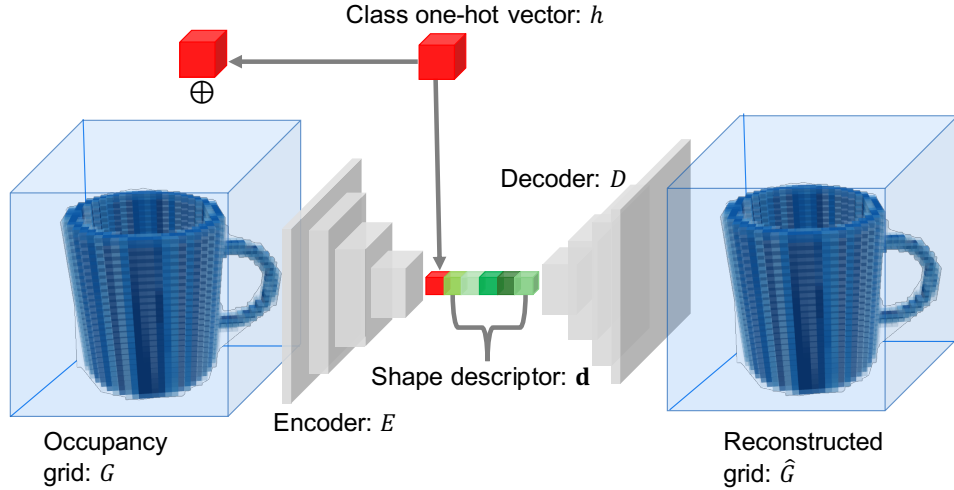 Class one-hot vector: h
⊕
Decoder: D
Shape descriptor: d
Encoder: E
Occupancy
grid: G
Reconstructed
grid: Ĝ